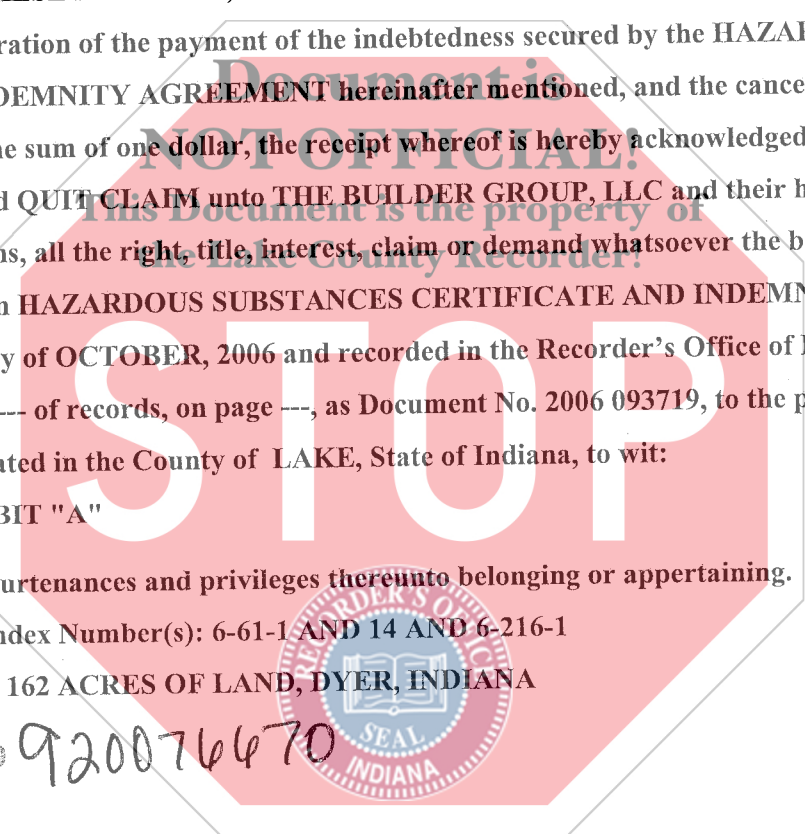 ration of the payment of the indebtedness secured by the HAZA
DEMNITY AGREEMENT hereinafter mentioned, and the cance
e sum of one dollar, the receipt whereof is hereby acknowledged
d QUIT CLAIM unto THE BUILDER GROUP, LLC and their h
ns, all the right, title, interest, claim or demand whatsoever the b
n HAZARDOUS SUBSTANCES CERTIFICATE AND INDEMN
y of OCTOBER, 2006 and recorded in the Recorder's Office of
--- of records, on page ---, as Document No. 2006 093719, to the p
ated in the County of LAKE, State of Indiana, to wit:
BIT "A"
urtenances and privileges thereunto belonging or appertaining.
ndex Number(s): 6-61-1 AND 14 AND 6-216-1
162 ACRES OF LAND, DYER, INDIANA
920076670
Document is
NOT OFFICIAL!
This Document is the property of
the Lake County Recorder!
STOP
RECORDER'S OFFICE
SEAL
INDIANA